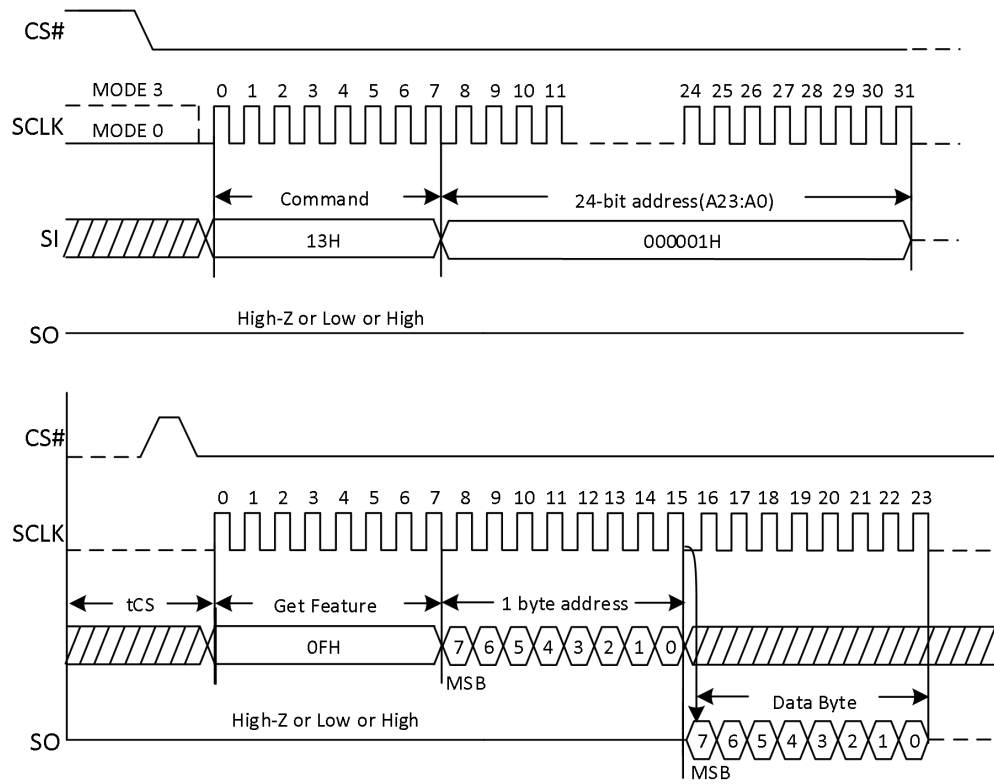 CS#
MODE 3
0 1 2 3 4 5 6 7 8 9 10 11 24 25 26 27 28 29 30 31
SCLK
MODE 0
Command
24-bit address(A23:A0)
SI
13H
000001H
High-Z or Low or High
SO
CS#
0 1 2 3 4 5 6 7 8 9 10 11 12 13 14 15 16 17 18 19 20 21 22 23
SCLK
tCS
Get Feature
1 byte address
0FH
7 6 5 4 3 2 1 0
MSB
Data Byte
High-Z or Low or High
SO
7 6 5 4 3 2 1 0
MSB